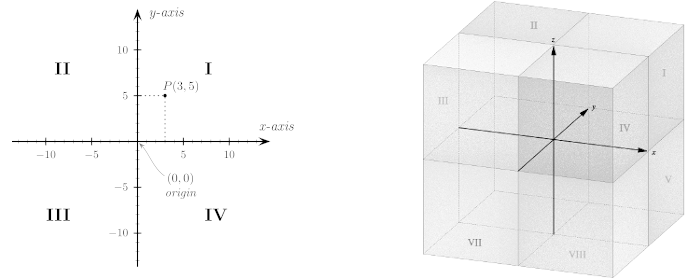 y-axis
10
II
I
P(3,5)
5
x-axis
−10
−5
5
10
(0,0)
origin
−5
III
IV
−10
II
z
I
III
y
IV
x
V
VII
VIII